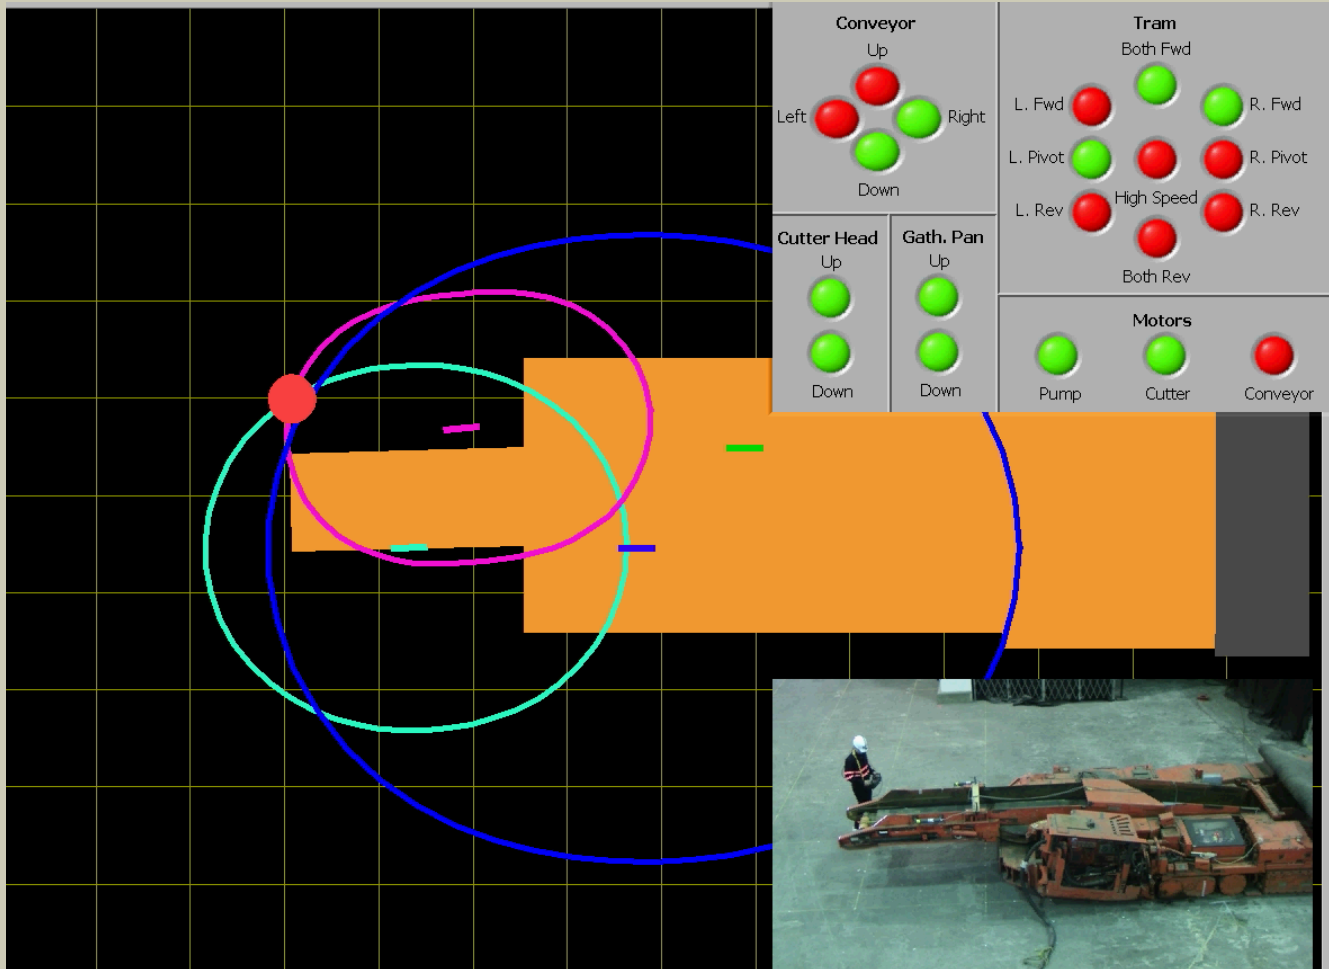 Conveyor
Up
Left
Right
Down
Tram
Both Fwd
L. Fwd
R. Fwd
L. Pivot
R. Pivot
High Speed
L. Rev
R. Rev
Both Rev
Cutter Head
Up
Down
Gath. Pan
Up
Down
Motors
Pump
Cutter
Conveyor